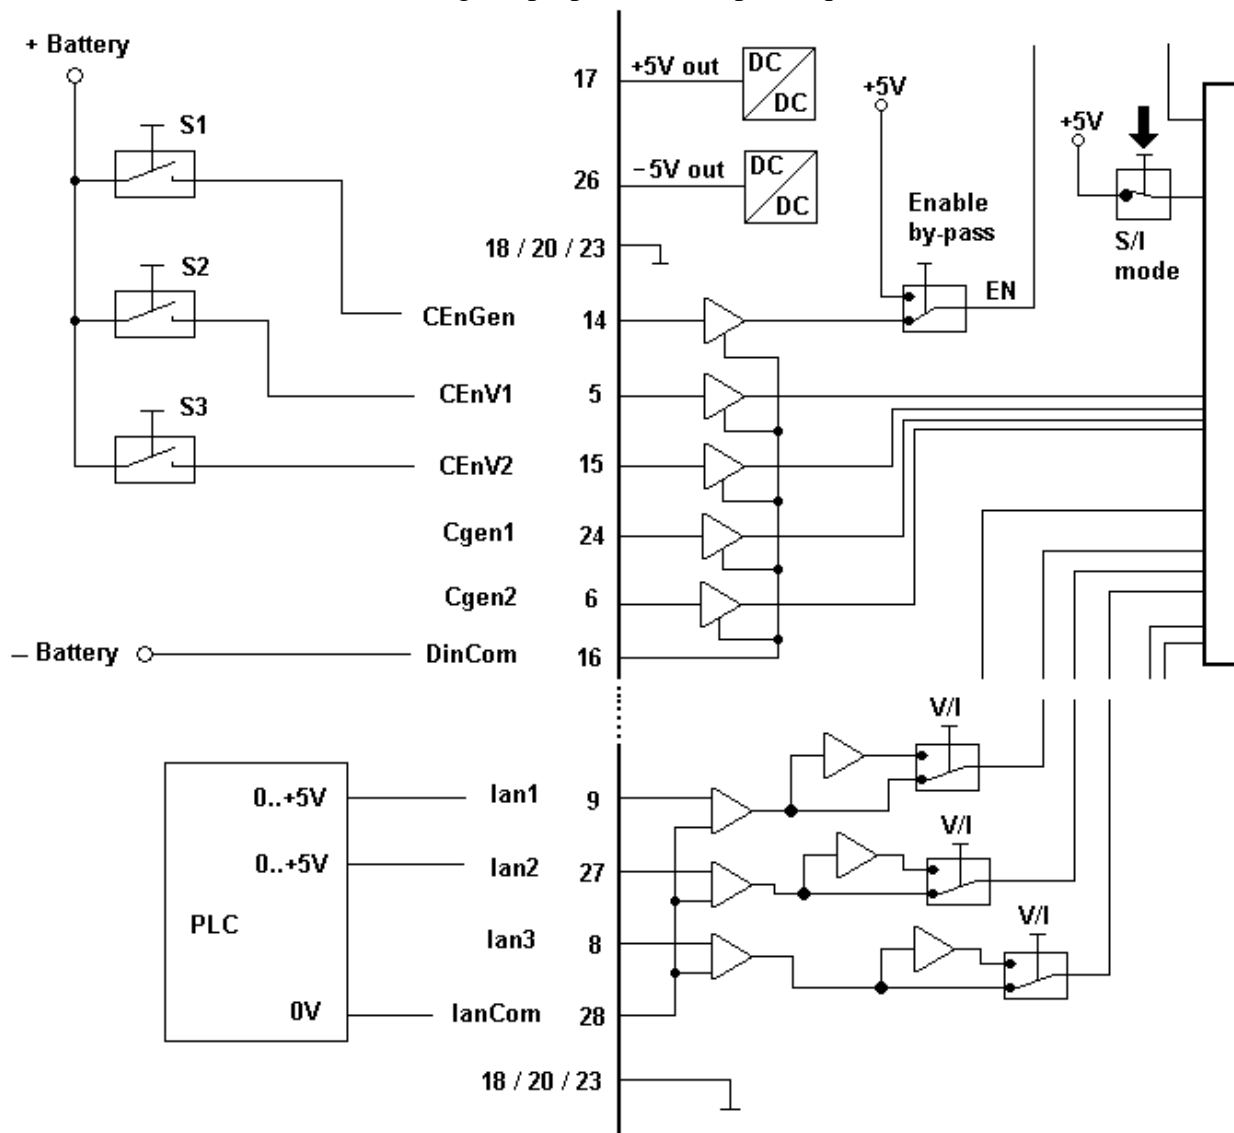 + Battery
S1
S2
S3
17
+5V out
DC
DC
26
−5V out
DC
DC
18 / 20 / 23
+5V
Enable
by-pass
EN
+5V
S/I
mode
CEnGen 14
CEnV1 5
CEnV2 15
Cgen1 24
Cgen2 6
— Battery
DinCom 16
PLC
0..+5V
0..+5V
0V
Ian1 9
Ian2 27
Ian3 8
IanCom 28
V/I
V/I
V/I
18 / 20 / 23